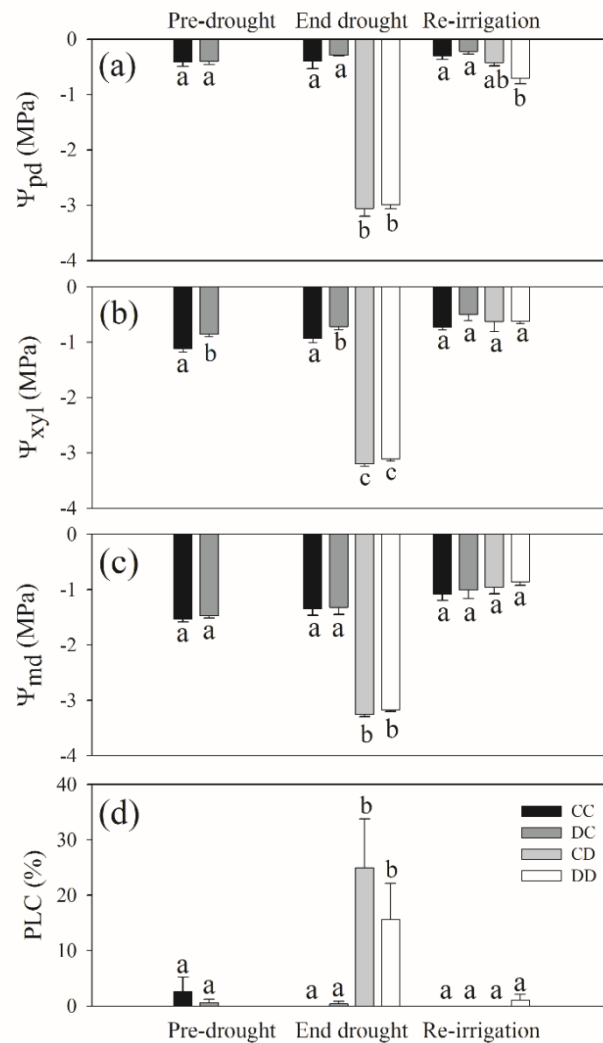 Pre-drought End drought Re-irrigation
0
(a)
a a a a a a ab b
-1
Ψpd (MPa)
-2
-3
b b
-4
0
(b)
-1
a b a b a a a a
Ψxyl (MPa)
-2
-3
c c
-4
0
(c)
-1
a a a a a a a a
Ψmd (MPa)
-2
-3
b b
-4
40
(d)
b
CC
DC
CD
DD
30
b
PLC (%)
20
10
a a a a a a a a
0
Pre-drought End drought Re-irrigation